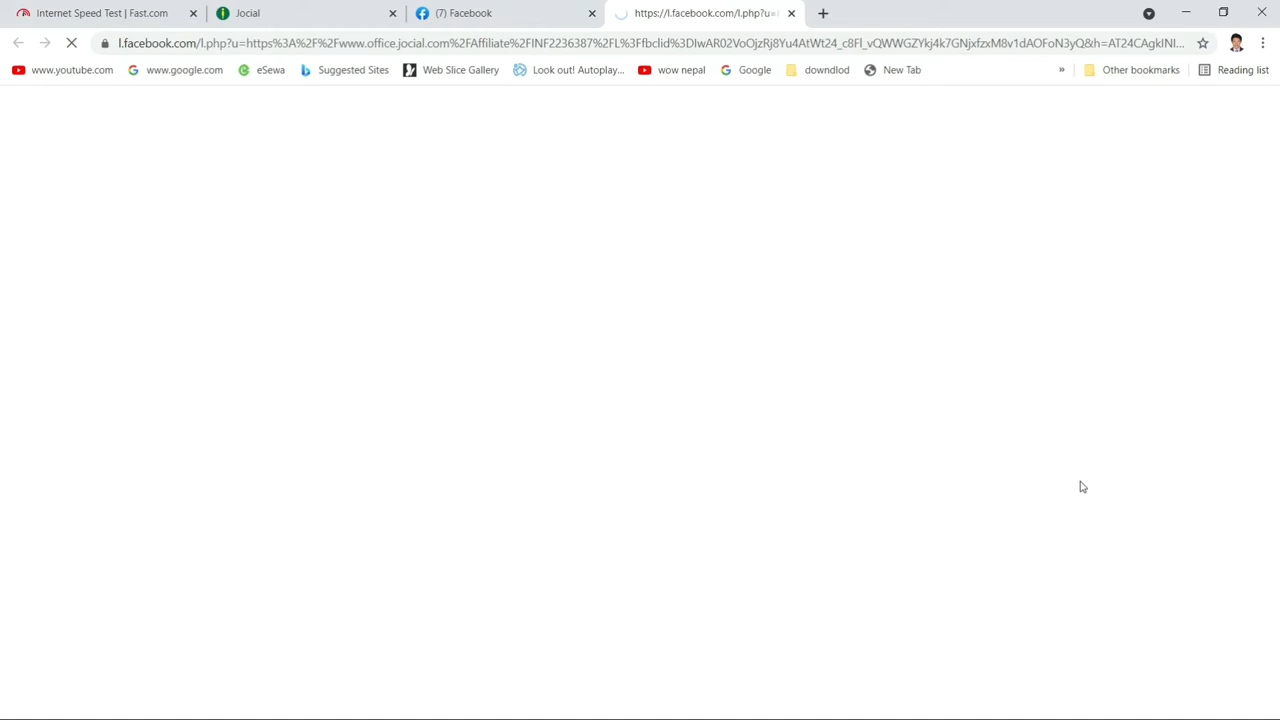 Internet Speed Test | Fast.com
Jocial
(7) Facebook
https://l.facebook.com/l.php?u=h
l.facebook.com/l.php?u=https%3A%2F%2Fwww.office.jocial.com%2FAffiliate%2FINF2236387%2FL%3Ffbclid%3DIwAR02VoOjzRj8Yu4AtWt24_c8Fl_vQWWGZYkj4k7GNjxfzxM8v1dAOFoN3yQ&h=AT24CAgkINI...
www.youtube.com
www.google.com
eSewa
Suggested Sites
Web Slice Gallery
Look out! Autoplay...
wow nepal
Google
downdlod
New Tab
»
Other bookmarks
Reading list